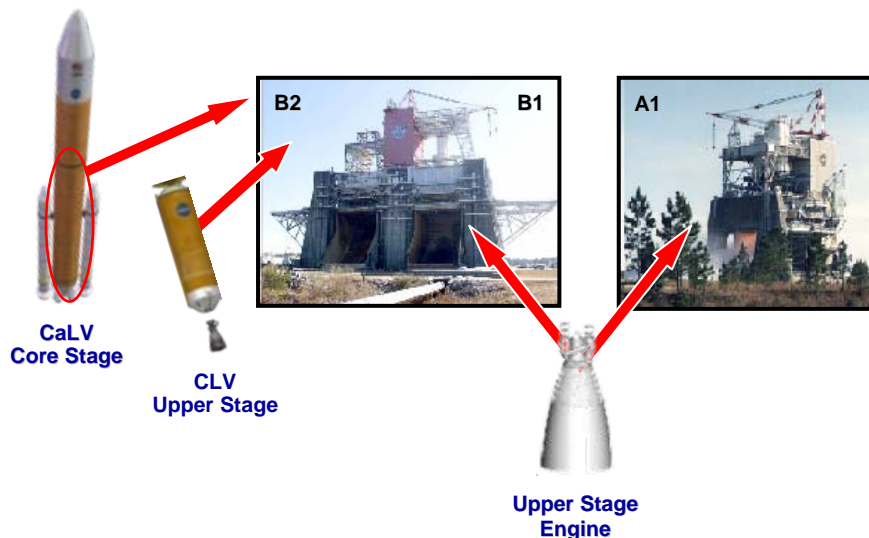 B2
B1
A1
CaLV
Core Stage
CLV
Upper Stage
Upper Stage
Engine